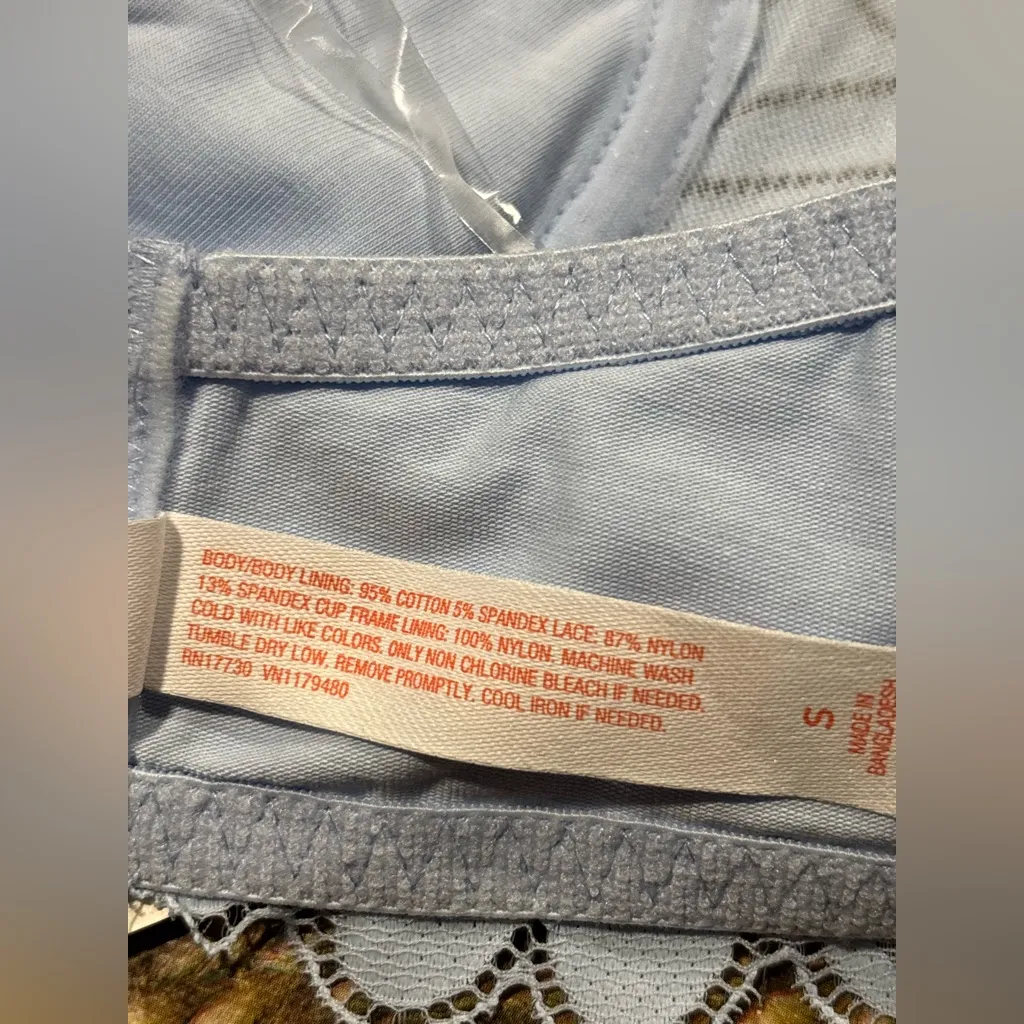 BODY/BODY LINING: 95% COTTON 5% SPANDEX LACE: 87% NYLON
13% SPANDEX CUP FRAME LINING: 100% NYLON. MACHINE WASH
COLD WITH LIKE COLORS. ONLY NON CHLORINE BLEACH IF NEEDED.
TUMBLE DRY LOW. REMOVE PROMPTLY. COOL IRON IF NEEDED.
RN17730 VN1179480
S
MADE IN
BANGLADESH